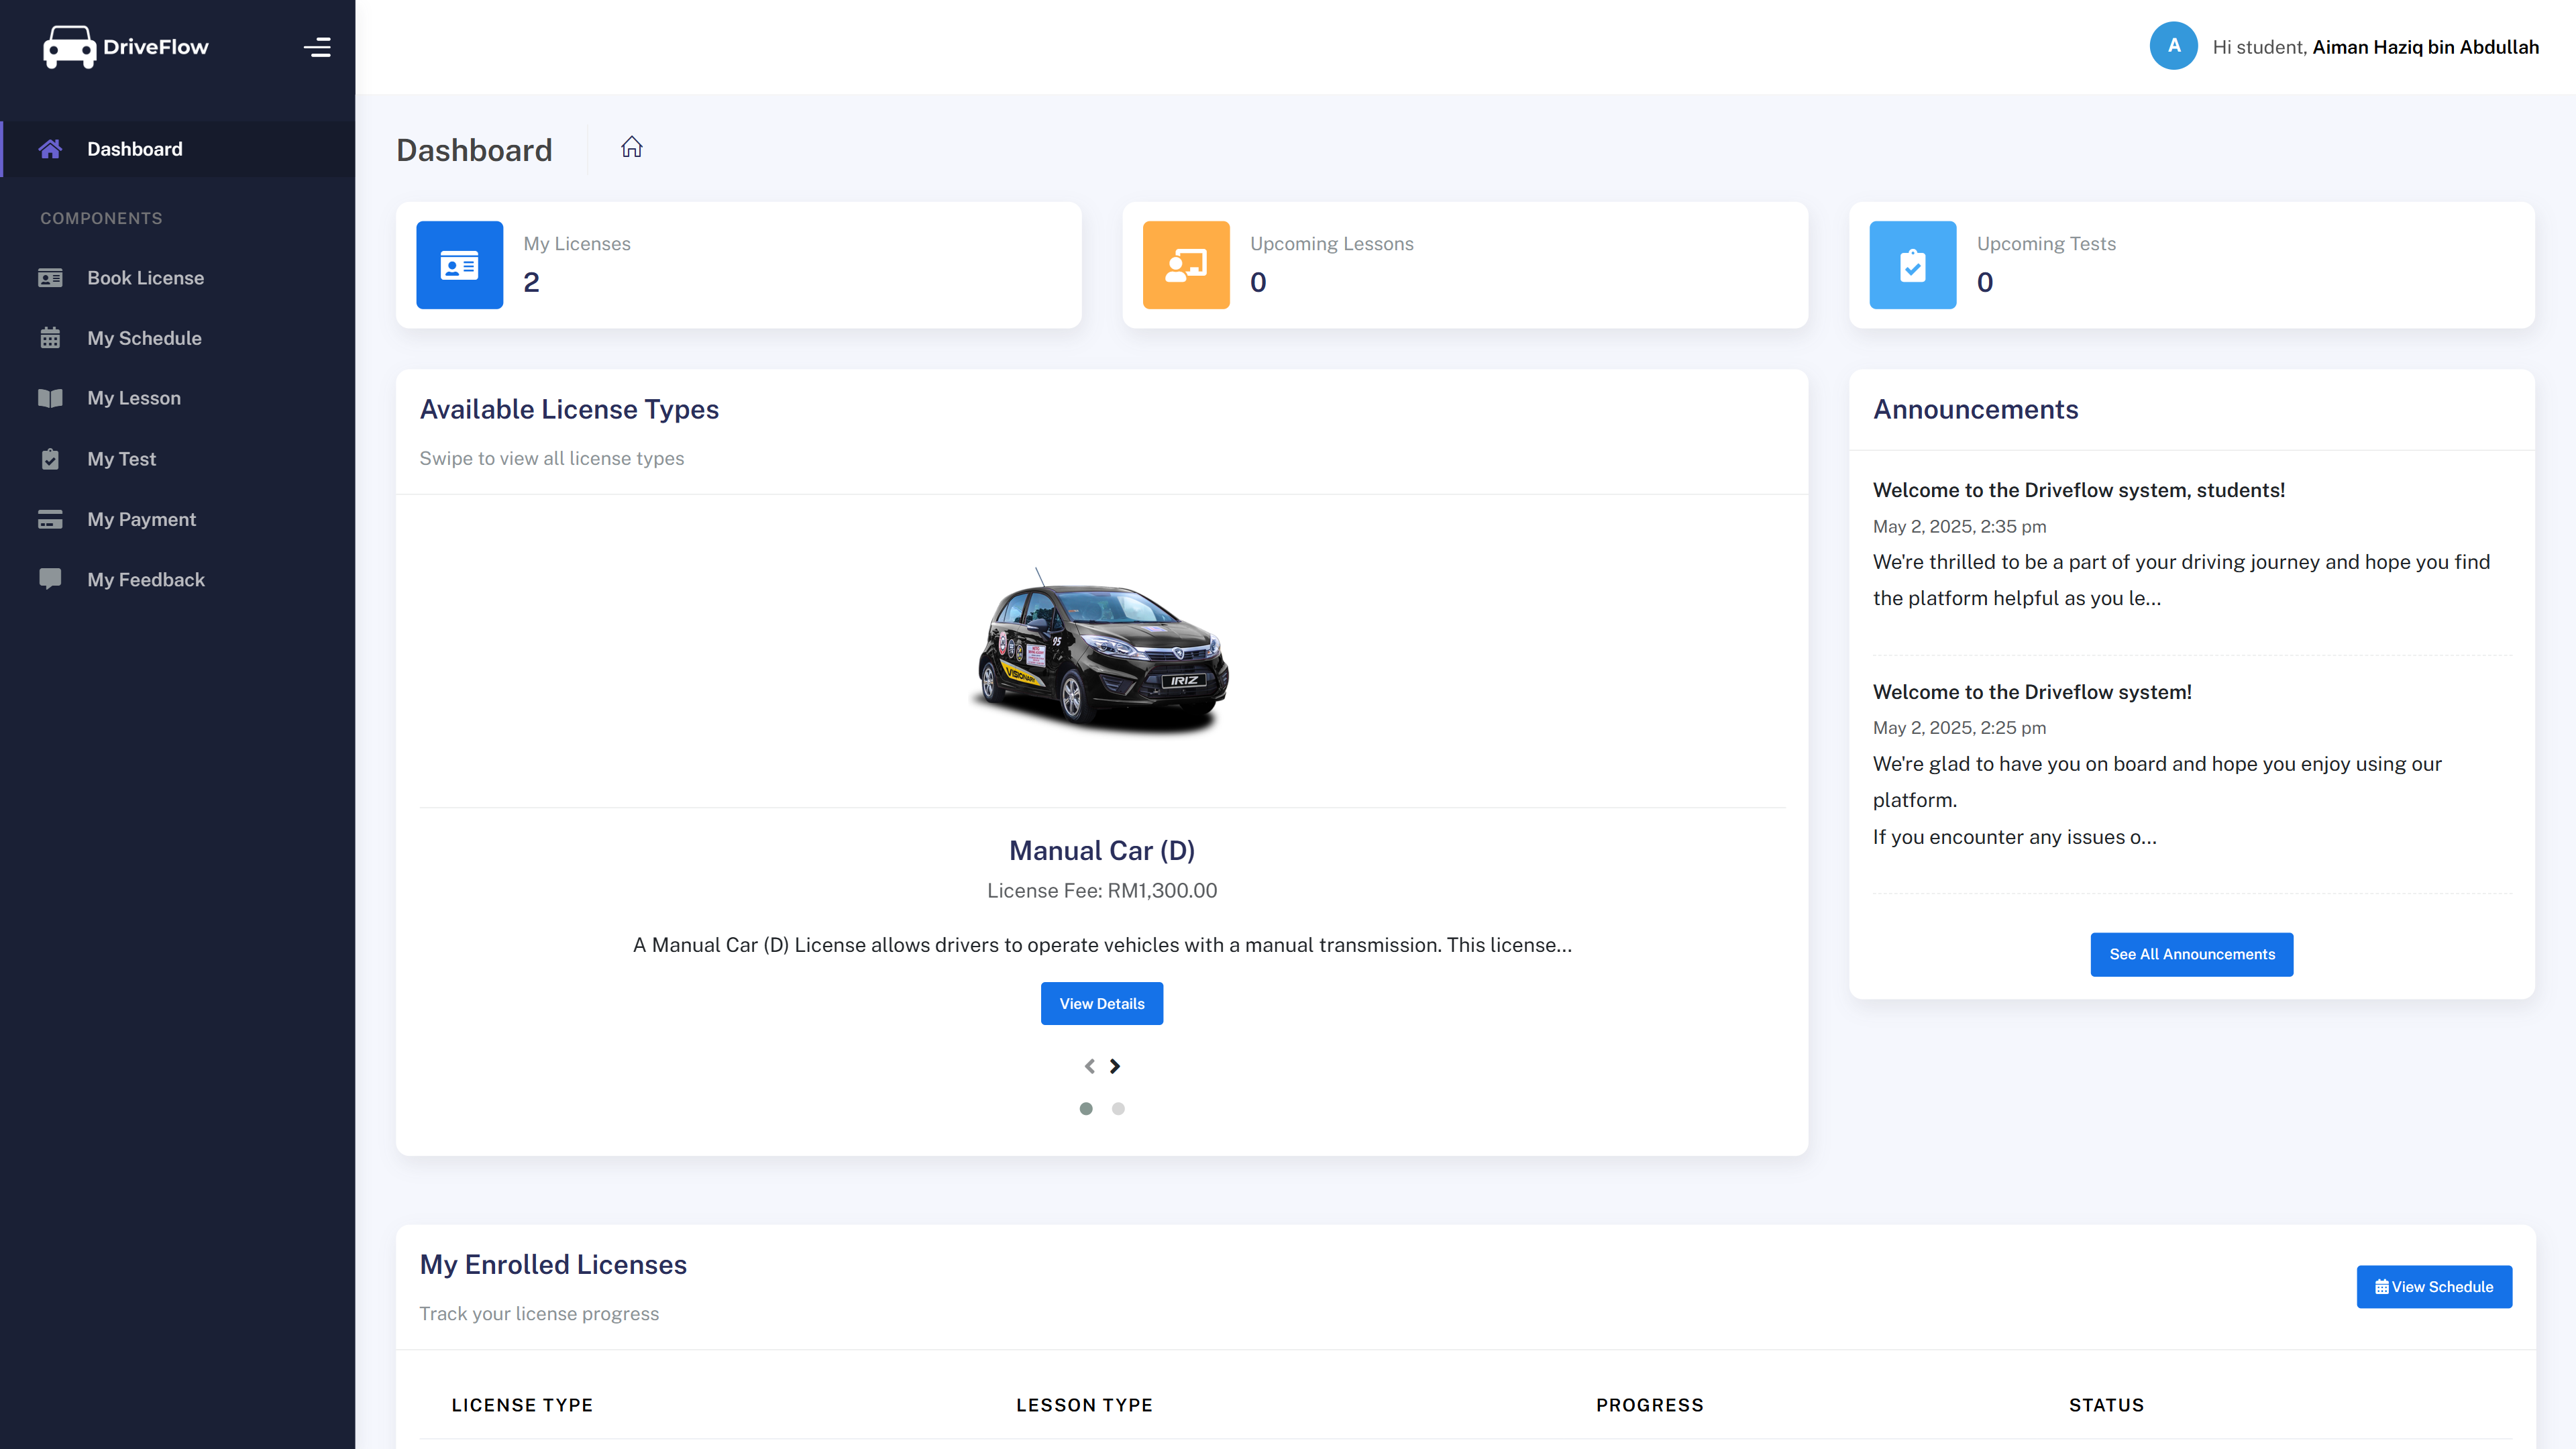 DriveFlow
A
Hi student, Aiman Haziq bin Abdullah
Dashboard
COMPONENTS
Book License
My Schedule
My Lesson
My Test
My Payment
My Feedback
Dashboard
My Licenses
2
Upcoming Lessons
0
Upcoming Tests
0
Available License Types
Swipe to view all license types
95
VISIONARY
IRIZ
Manual Car (D)
License Fee: RM1,300.00
A Manual Car (D) License allows drivers to operate vehicles with a manual transmission. This license...
View Details
Announcements
Welcome to the Driveflow system, students!
May 2, 2025, 2:35 pm
We're thrilled to be a part of your driving journey and hope you find
the platform helpful as you le...
Welcome to the Driveflow system!
May 2, 2025, 2:25 pm
We're glad to have you on board and hope you enjoy using our
platform.
If you encounter any issues o...
See All Announcements
My Enrolled Licenses
Track your license progress
View Schedule
LICENSE TYPE
LESSON TYPE
PROGRESS
STATUS